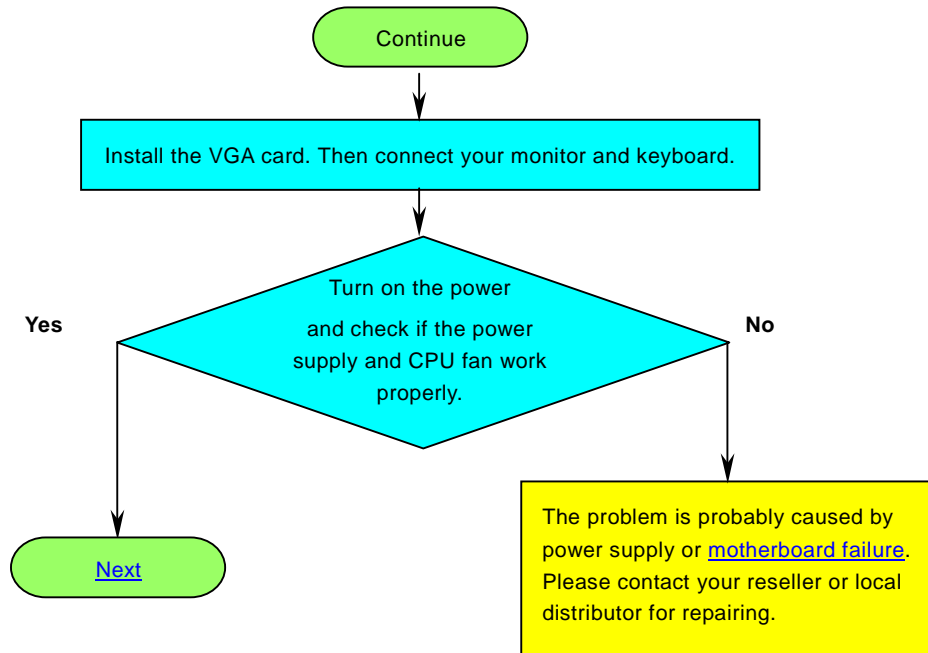 Continue
Install the VGA card. Then connect your monitor and keyboard.
Turn on the power
and check if the power
supply and CPU fan work
properly.
Yes
No
Next
The problem is probably caused by
power supply or motherboard failure.
Please contact your reseller or local
distributor for repairing.